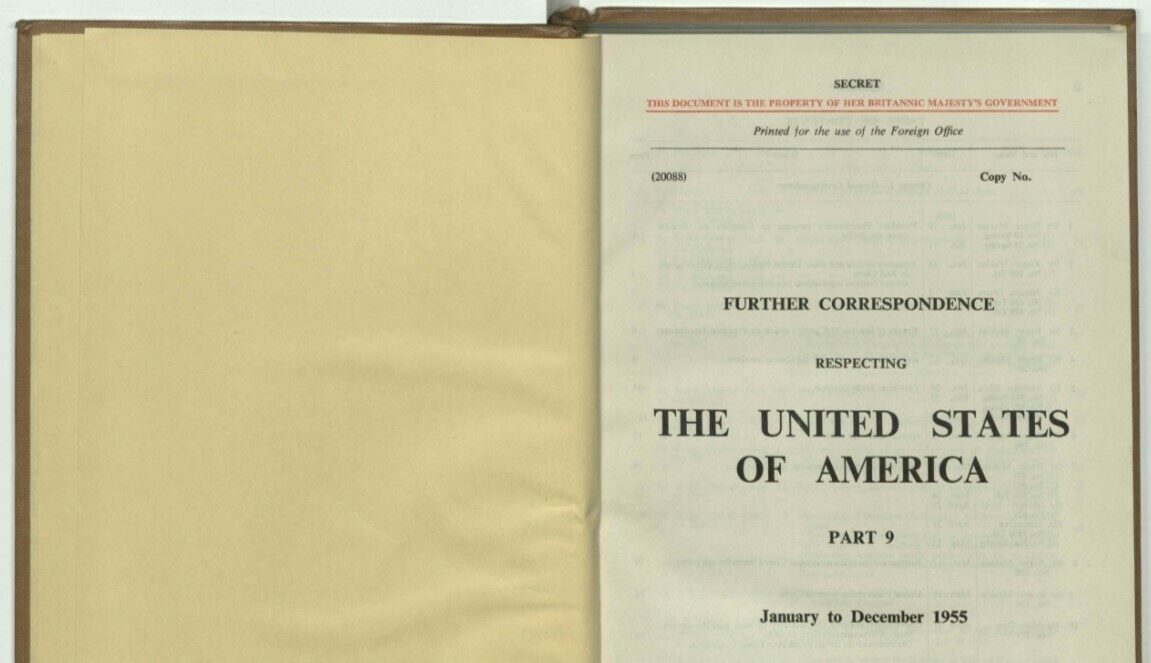 SECRET
THIS DOCUMENT IS THE PROPERTY OF HER BRITANNIC MAJESTY'S GOVERNMENT
Printed for the use of the Foreign Office
(20088) Copy No.
FURTHER CORRESPONDENCE
RESPECTING
THE UNITED STATES
OF AMERICA
PART 9
January to December 1955